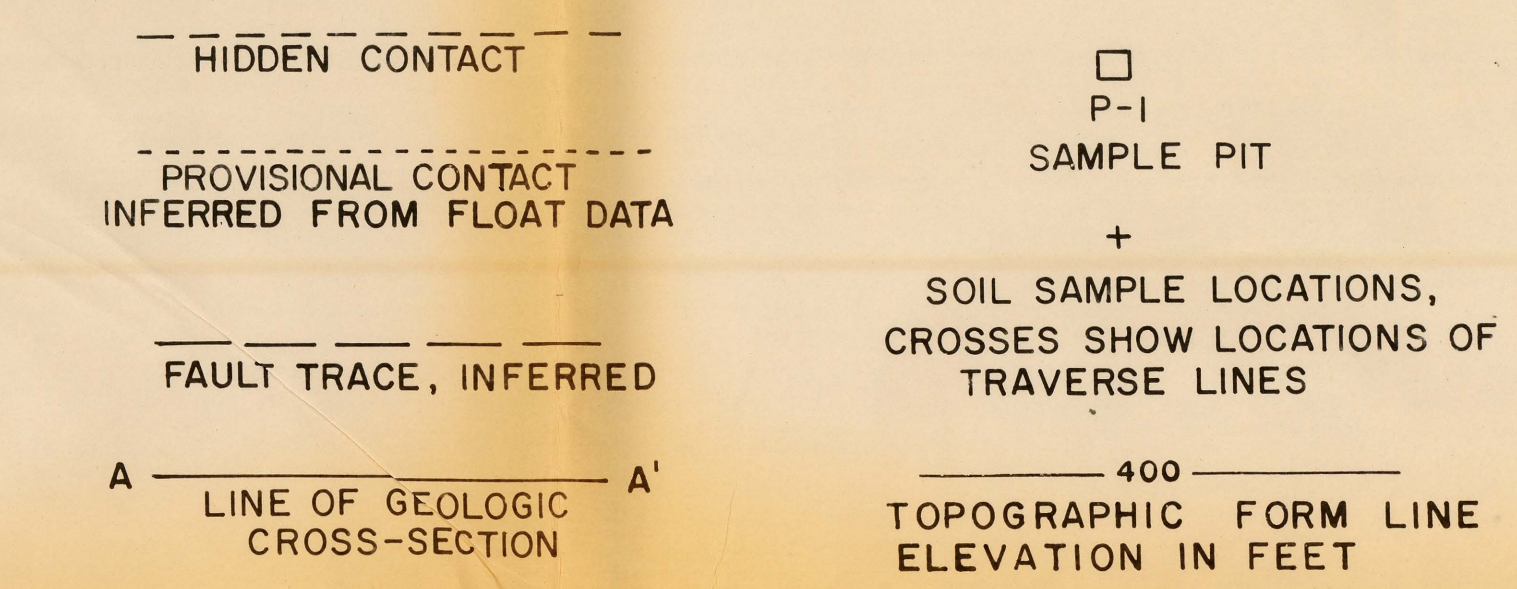 HIDDEN CONTACT
PROVISIONAL CONTACT
INFERRED FROM FLOAT DATA
FAULT TRACE, INFERRED
A A'
LINE OF GEOLOGIC
CROSS-SECTION
P-1
SAMPLE PIT
+
SOIL SAMPLE LOCATIONS,
CROSSES SHOW LOCATIONS OF
TRAVERSE LINES
400
TOPOGRAPHIC FORM LINE
ELEVATION IN FEET